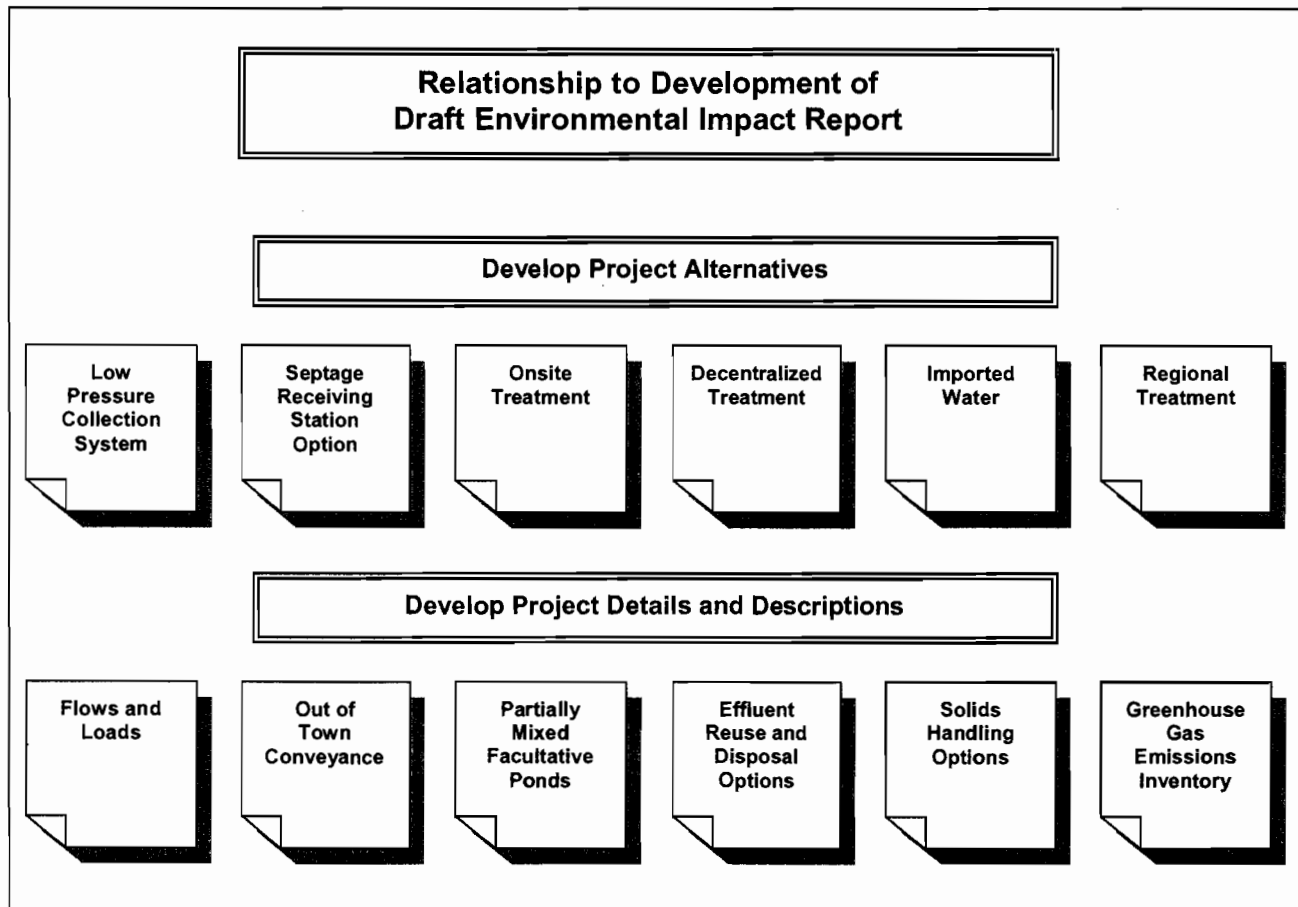 Relationship to Development of
Draft Environmental Impact Report
Develop Project Alternatives
Low
Pressure
Collection
System
Septage
Receiving
Station
Option
Onsite
Treatment
Decentralized
Treatment
Imported
Water
Regional
Treatment
Develop Project Details and Descriptions
Flows and
Loads
Out of
Town
Conveyance
Partially
Mixed
Facultative
Ponds
Effluent
Reuse and
Disposal
Options
Solids
Handling
Options
Greenhouse
Gas
Emissions
Inventory